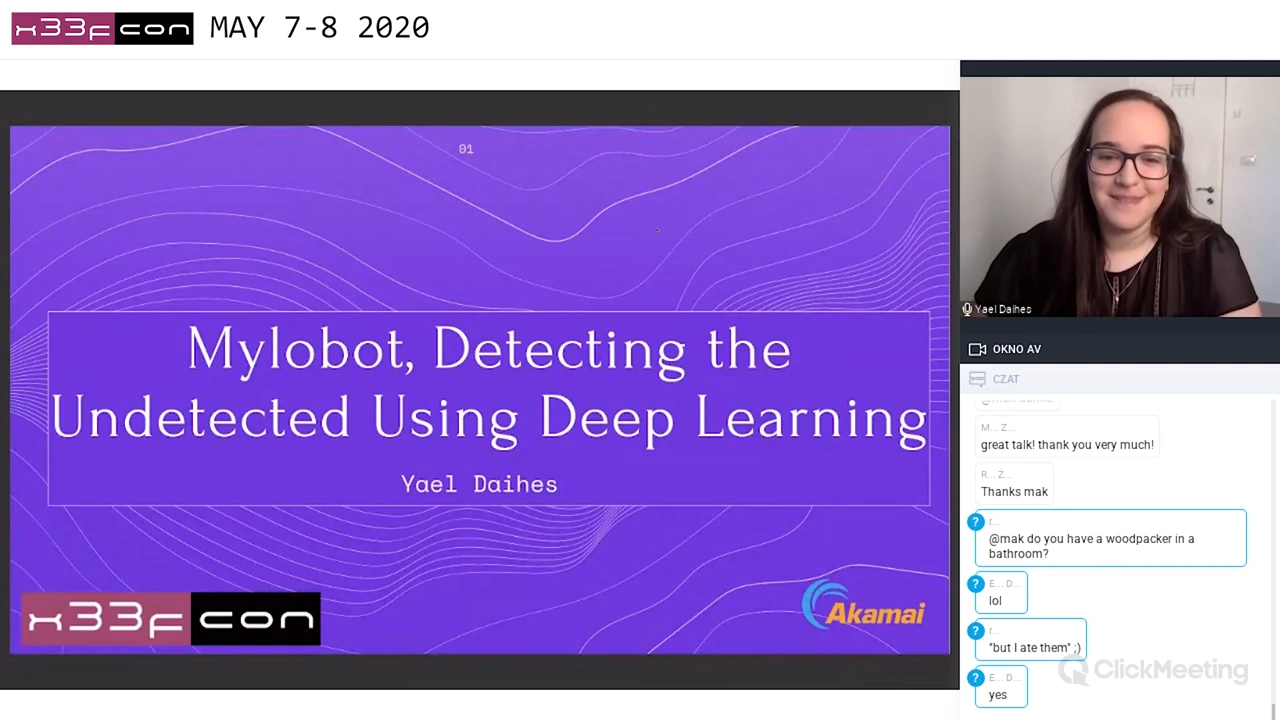 x33fcon MAY 7-8 2020
01
Mylobot, Detecting the
Undetected Using Deep Learning
Yael Daihes
x33fcon
Akamai
Yael Daihes
OKNO AV
CZAT
M... Z...
great talk! thank you very much!
R... Z...
Thanks mak
?
r...
@mak do you have a woodpacker in a
bathroom?
?
E... D...
lol
?
r...
"but I ate them" ;)
?
E... D...
yes
ClickMeeting